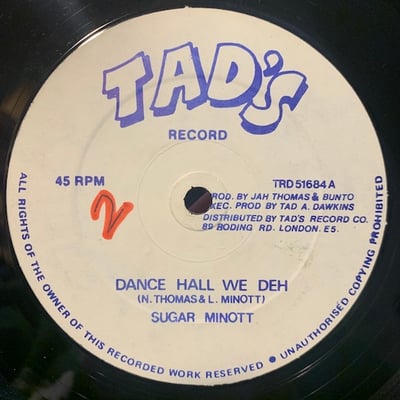 TAD'S
RECORD
45 RPM
TRD 51684 A
2
PROD. BY JAH THOMAS & BUNTO
EXEC. PROD BY TAD A. DAWKINS
DISTRIBUTED BY TAD'S RECORD CO.
89 RODING RD. LONDON. E5.
DANCE HALL WE DEH
(N. THOMAS & L. MINOTT)
SUGAR MINOTT
ALL RIGHTS OF THE OWNER OF THIS RECORDED WORK RESERVED ● UNAUTHORISED COPYING PROHIBITED